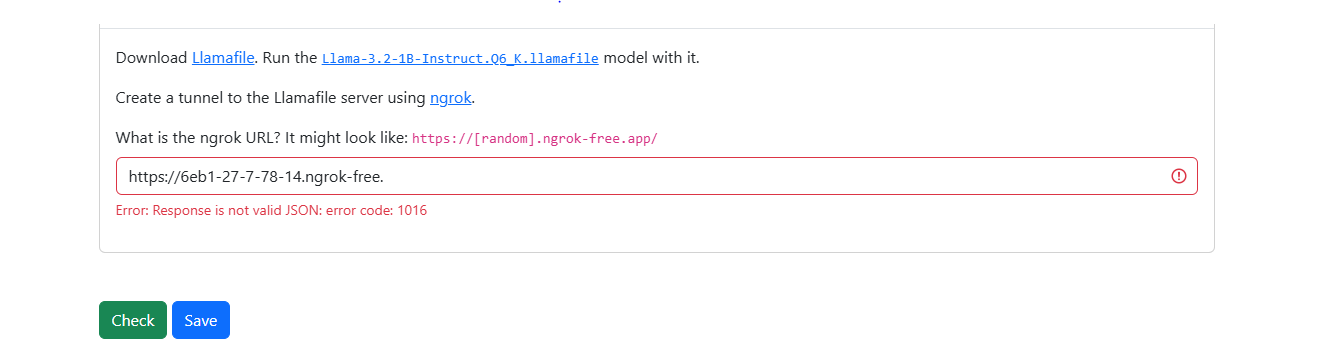 Download Llamafile. Run the Llama-3.2-1B-Instruct.Q6_K.llamafile model with it.
Create a tunnel to the Llamafile server using ngrok.
What is the ngrok URL? It might look like: https://[random].ngrok-free.app/
https://6eb1-27-7-78-14.ngrok-free.
Error: Response is not valid JSON: error code: 1016
Check Save